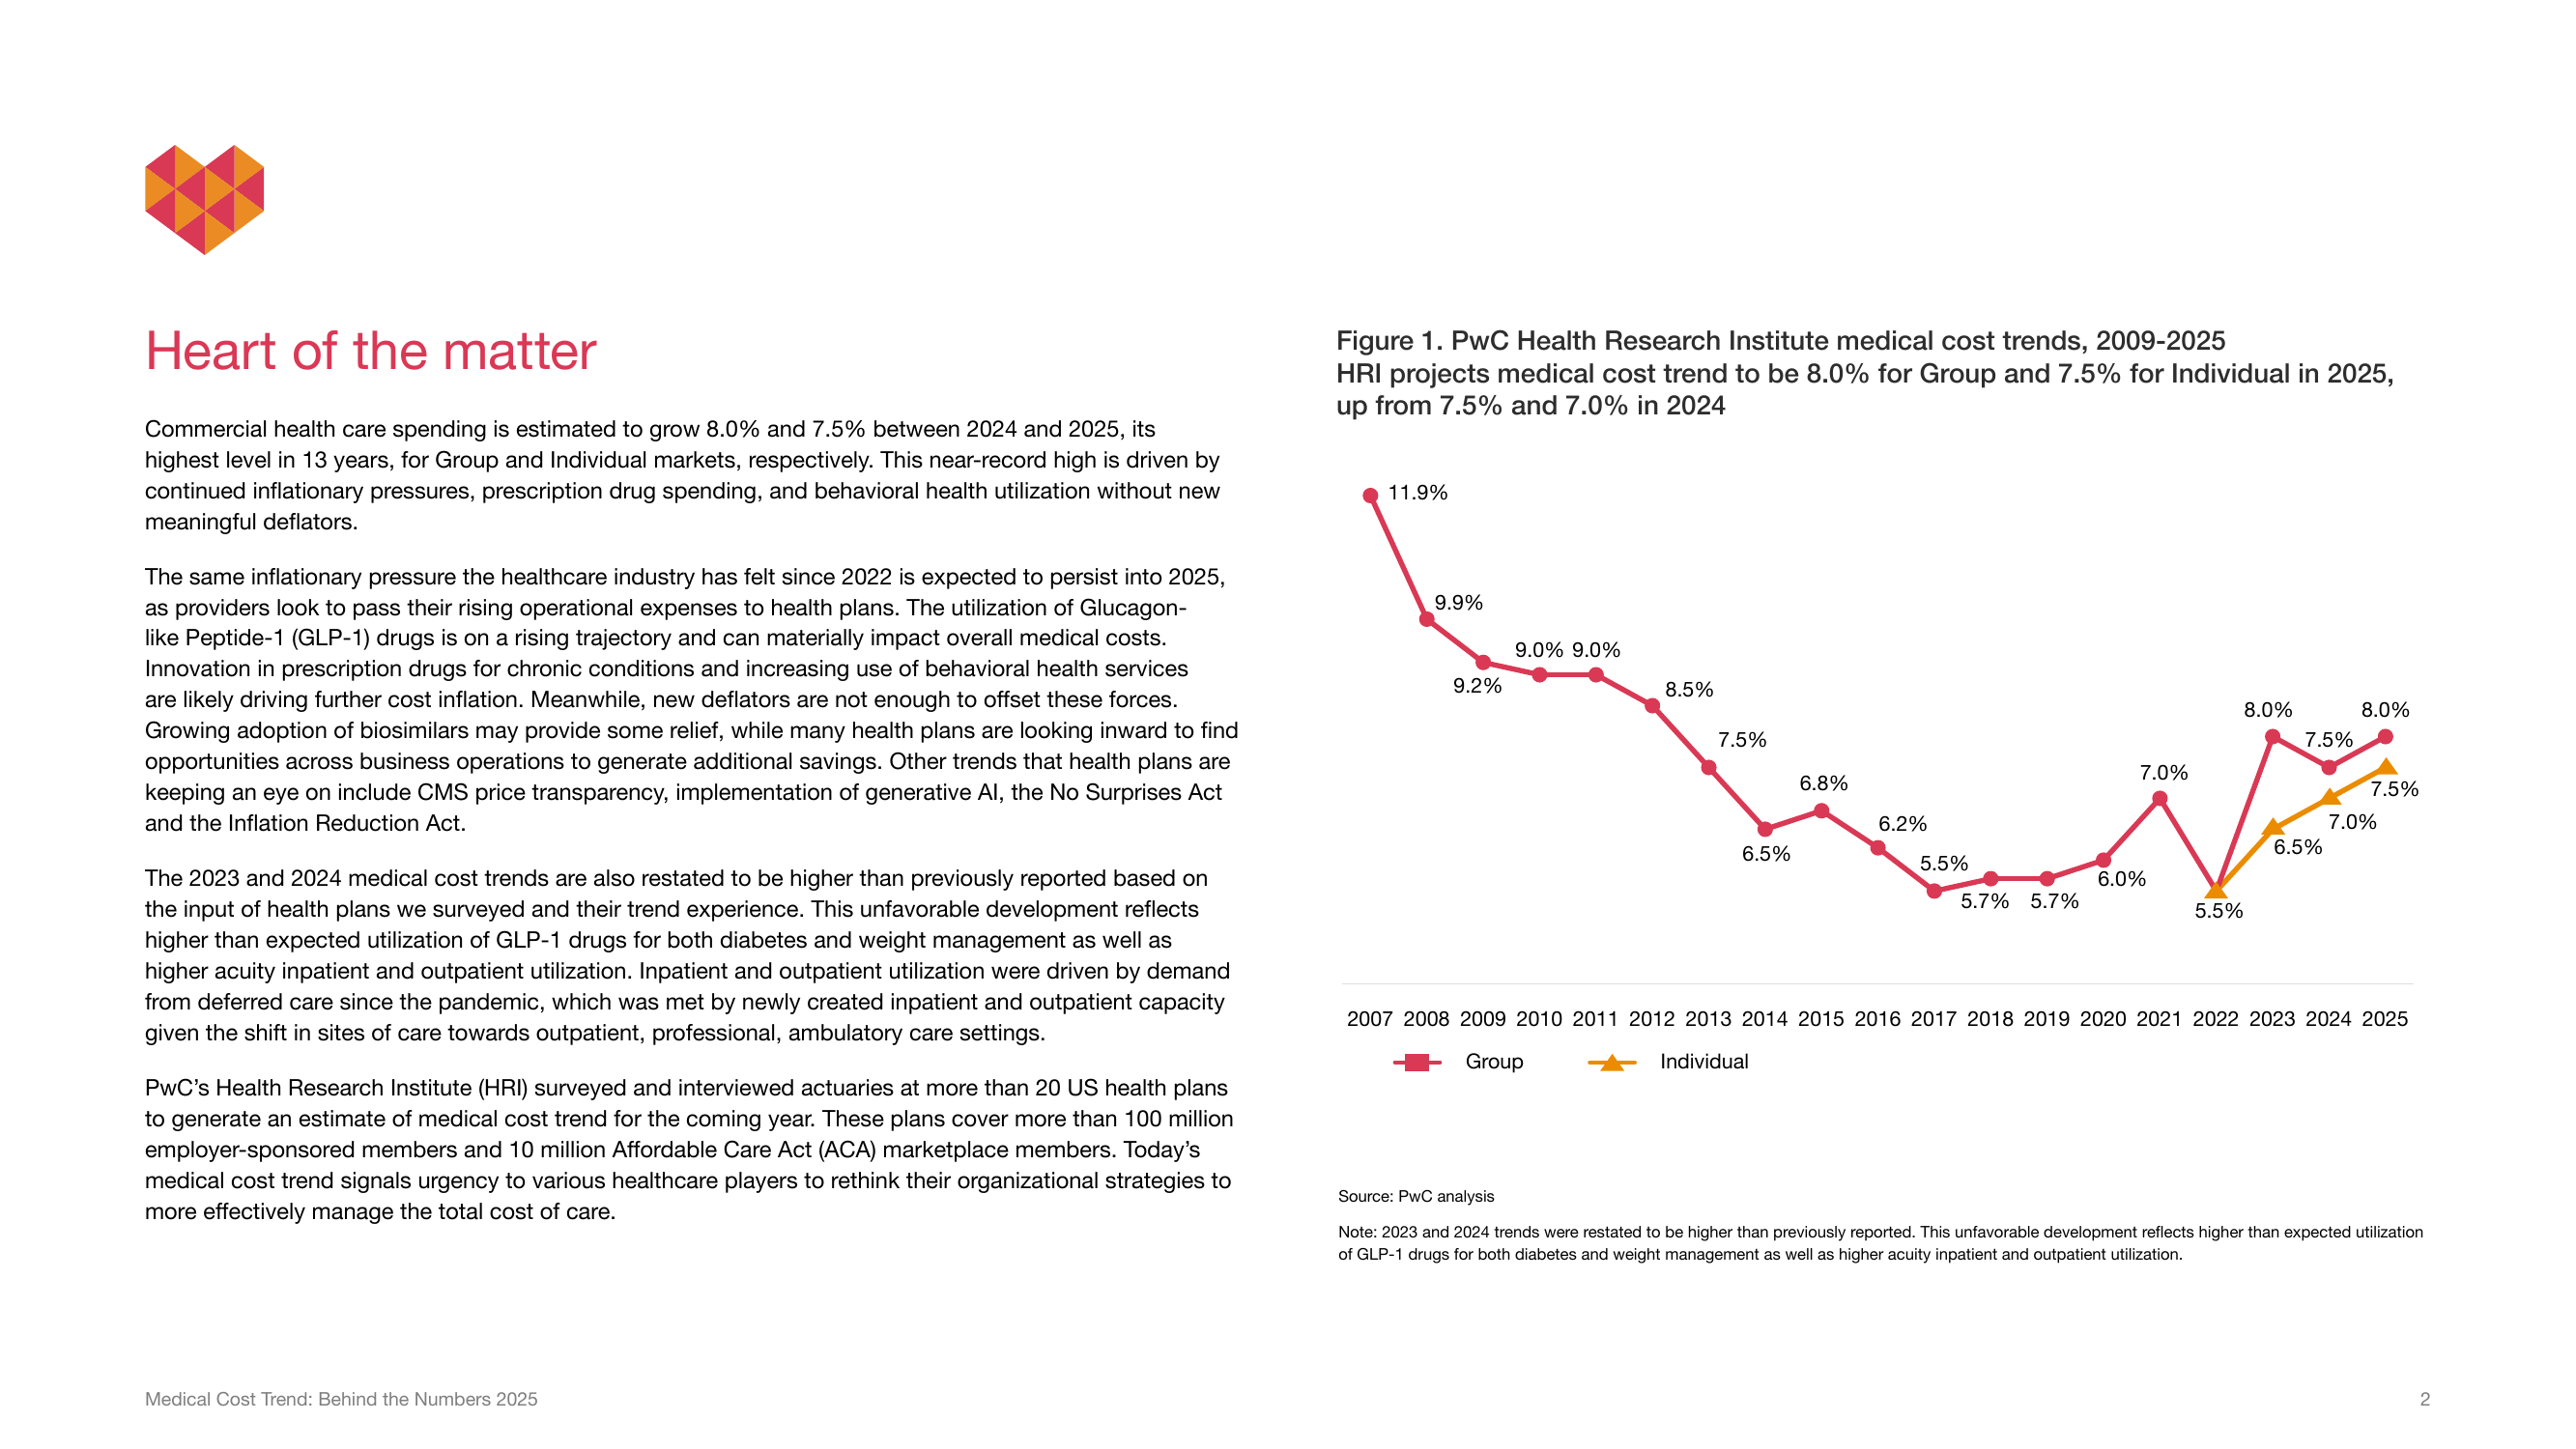 Heart of the matter
Commercial health care spending is estimated to grow 8.0% and 7.5% between 2024 and 2025, its
highest level in 13 years, for Group and Individual markets, respectively. This near-record high is driven by
continued inflationary pressures, prescription drug spending, and behavioral health utilization without new
meaningful deflators.
The same inflationary pressure the healthcare industry has felt since 2022 is expected to persist into 2025,
as providers look to pass their rising operational expenses to health plans. The utilization of Glucagon-
like Peptide-1 (GLP-1) drugs is on a rising trajectory and can materially impact overall medical costs.
Innovation in prescription drugs for chronic conditions and increasing use of behavioral health services
are likely driving further cost inflation. Meanwhile, new deflators are not enough to offset these forces.
Growing adoption of biosimilars may provide some relief, while many health plans are looking inward to find
opportunities across business operations to generate additional savings. Other trends that health plans are
keeping an eye on include CMS price transparency, implementation of generative AI, the No Surprises Act
and the Inflation Reduction Act.
The 2023 and 2024 medical cost trends are also restated to be higher than previously reported based on
the input of health plans we surveyed and their trend experience. This unfavorable development reflects
higher than expected utilization of GLP-1 drugs for both diabetes and weight management as well as
higher acuity inpatient and outpatient utilization. Inpatient and outpatient utilization were driven by demand
from deferred care since the pandemic, which was met by newly created inpatient and outpatient capacity
given the shift in sites of care towards outpatient, professional, ambulatory care settings.
PwC's Health Research Institute (HRI) surveyed and interviewed actuaries at more than 20 US health plans
to generate an estimate of medical cost trend for the coming year. These plans cover more than 100 million
employer-sponsored members and 10 million Affordable Care Act (ACA) marketplace members. Today's
medical cost trend signals urgency to various healthcare players to rethink their organizational strategies to
more effectively manage the total cost of care.
Figure 1. PwC Health Research Institute medical cost trends, 2009-2025
HRI projects medical cost trend to be 8.0% for Group and 7.5% for Individual in 2025,
up from 7.5% and 7.0% in 2024
11.9%
9.9%
9.2%
9.0% 9.0%
8.5%
7.5%
6.5%
6.8%
6.2%
5.5%
5.7%
5.7%
6.0%
7.0%
5.5%
8.0%
7.5%
8.0%
6.5%
7.0%
7.5%
2007 2008 2009 2010 2011 2012 2013 2014 2015 2016 2017 2018 2019 2020 2021 2022 2023 2024 2025
Group Individual
Source: PwC analysis
Note: 2023 and 2024 trends were restated to be higher than previously reported. This unfavorable development reflects higher than expected utilization
of GLP-1 drugs for both diabetes and weight management as well as higher acuity inpatient and outpatient utilization.
Medical Cost Trend: Behind the Numbers 2025
2